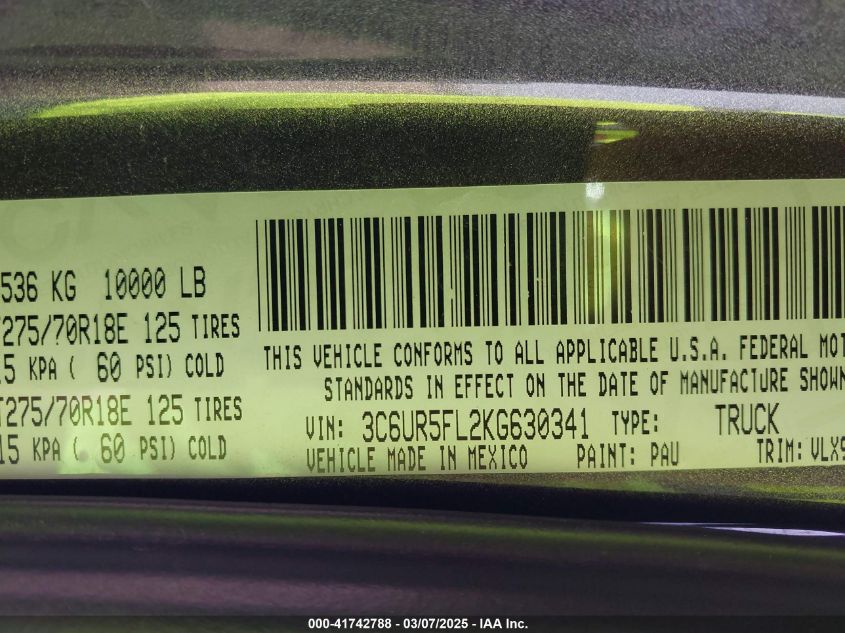 536 KG 10000 LB
275/70R18E 125 TIRES
15 KPA ( 60 PSI) COLD
275/70R18E 125 TIRES
15 KPA ( 60 PSI) COLD
THIS VEHICLE CONFORMS TO ALL APPLICABLE U.S.A. FEDERAL MOT
STANDARDS IN EFFECT ON THE DATE OF MANUFACTURE SHOWN
VIN: 3C6UR5FL2KG630341 TYPE: TRUCK
VEHICLE MADE IN MEXICO PAINT: PAU TRIM: VLX9
000-41742788 - 03/07/2025 - IAA Inc.